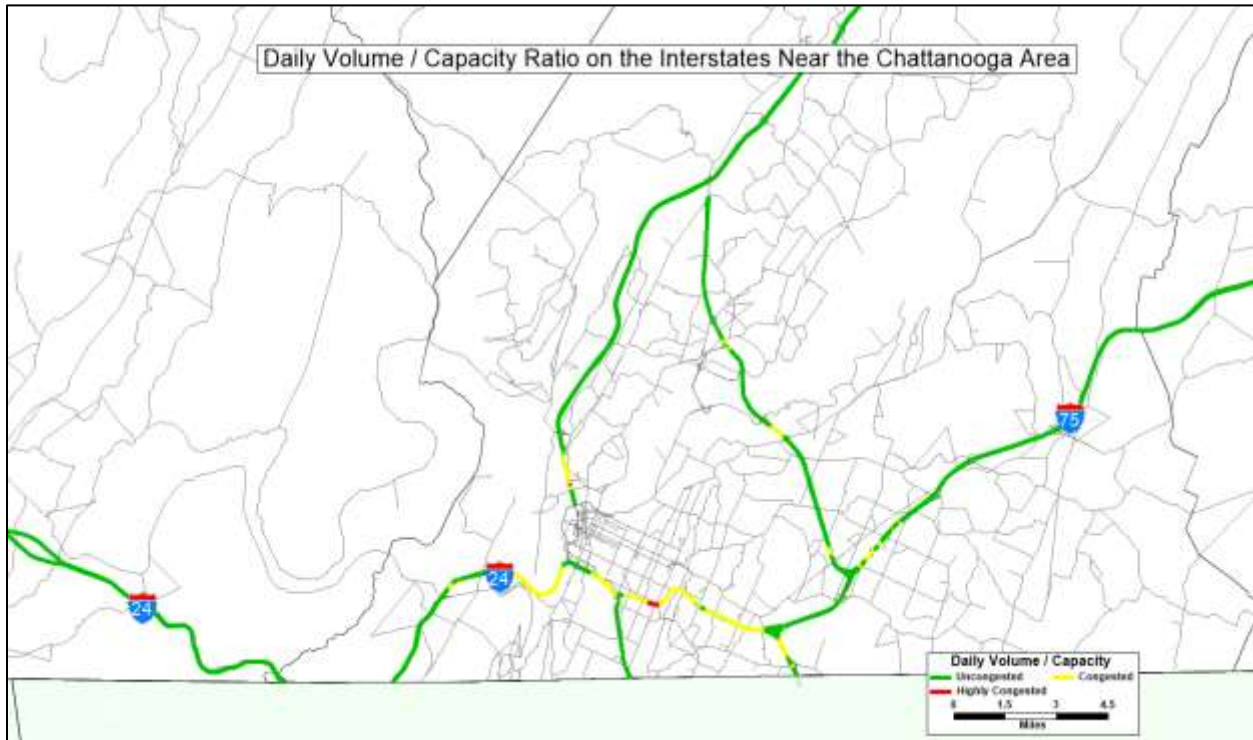 Daily Volume / Capacity Ratio on the Interstates Near the Chattanooga Area
75
24
24
Daily Volume / Capacity
Uncongested Congested
Highly Congested
0 1.5 3 4.5
Miles